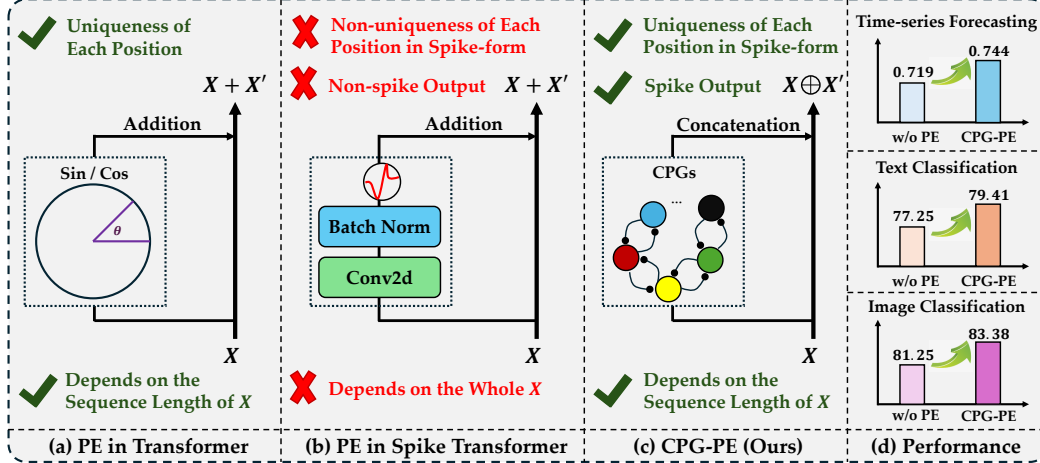 Uniqueness of
Each Position
X + X′
Addition
Sin / Cos
θ
X
Depends on the
Sequence Length of X
(a) PE in Transformer
Non-uniqueness of Each
Position in Spike-form
Non-spike Output
X + X′
Addition
Batch Norm
Conv2d
X
Depends on the Whole X
(b) PE in Spike Transformer
Uniqueness of Each
Position in Spike-form
Spike Output
X⊕X′
Concatenation
CPGs
...
X
Depends on the
Sequence Length of X
(c) CPG-PE (Ours)
Time-series Forecasting
0.744
0.719
w/o PE CPG-PE
Text Classification
79.41
77.25
w/o PE CPG-PE
Image Classification
83.38
81.25
w/o PE CPG-PE
(d) Performance